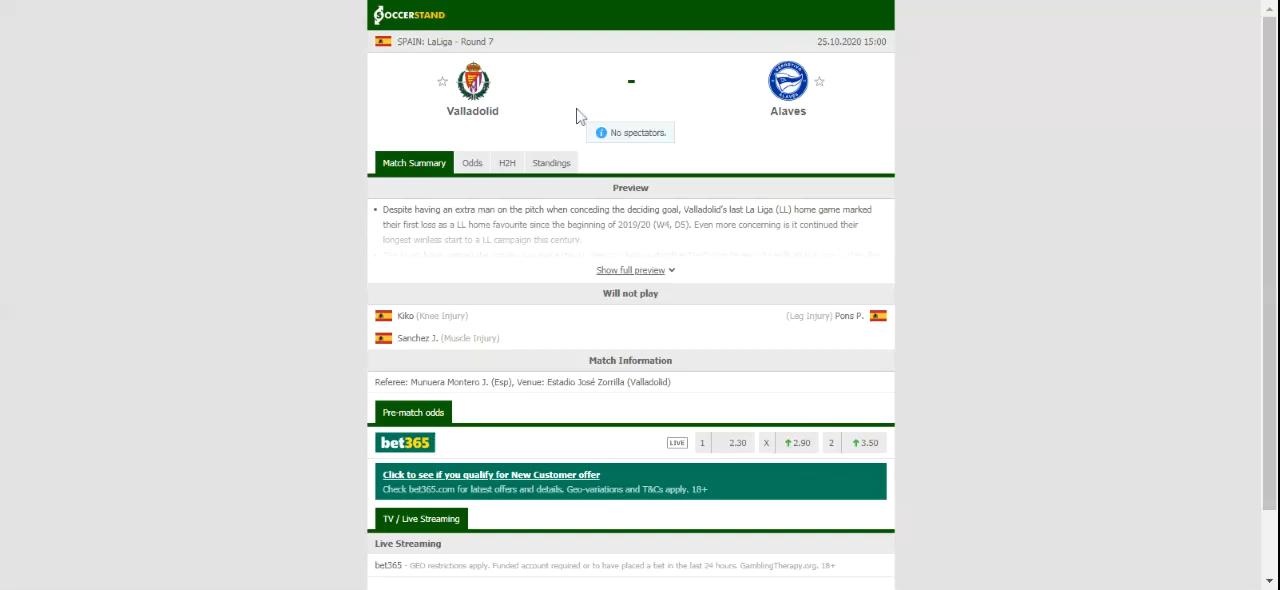 SOCCERSTAND
SPAIN: LaLiga - Round 7
25.10.2020 15:00
-
Valladolid
Alaves
No spectators.
Match Summary
Odds
H2H
Standings
Preview
• Despite having an extra man on the pitch when conceding the deciding goal, Valladolid's last La Liga (LL) home game marked
their first loss as a LL home favourite since the beginning of 2019/20 (W4, D5). Even more concerning is it continued their
longest winless start to a LL campaign this century.
Show full preview
Will not play
Kiko (Knee Injury)
(Leg Injury) Pons P.
Sanchez J. (Muscle Injury)
Match Information
Referee: Munuera Montero J. (Esp), Venue: Estadio José Zorrilla (Valladolid)
Pre-match odds
bet365
LIVE
1 2.30
X 2.90
2 3.50
Click to see if you qualify for New Customer offer
Check bet365.com for latest offers and details. Geo-variations and T&Cs apply. 18+
TV / Live Streaming
Live Streaming
bet365 - GEO restrictions apply. Funded account required or to have placed a bet in the last 24 hours. GamblingTherapy.org. 18+